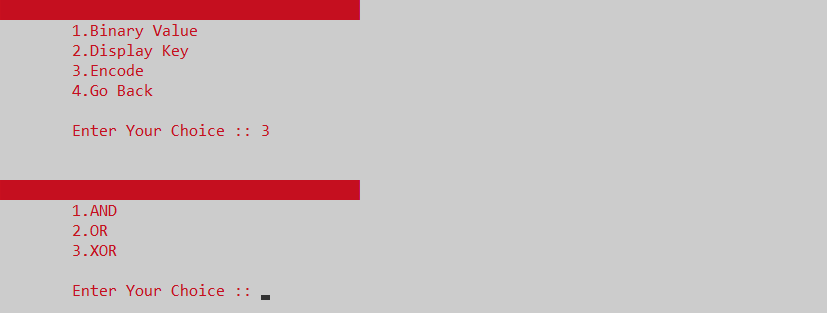 1.Binary Value
2.Display Key
3.Encode
4.Go Back
Enter Your Choice :: 3
1.AND
2.OR
3.XOR
Enter Your Choice ::